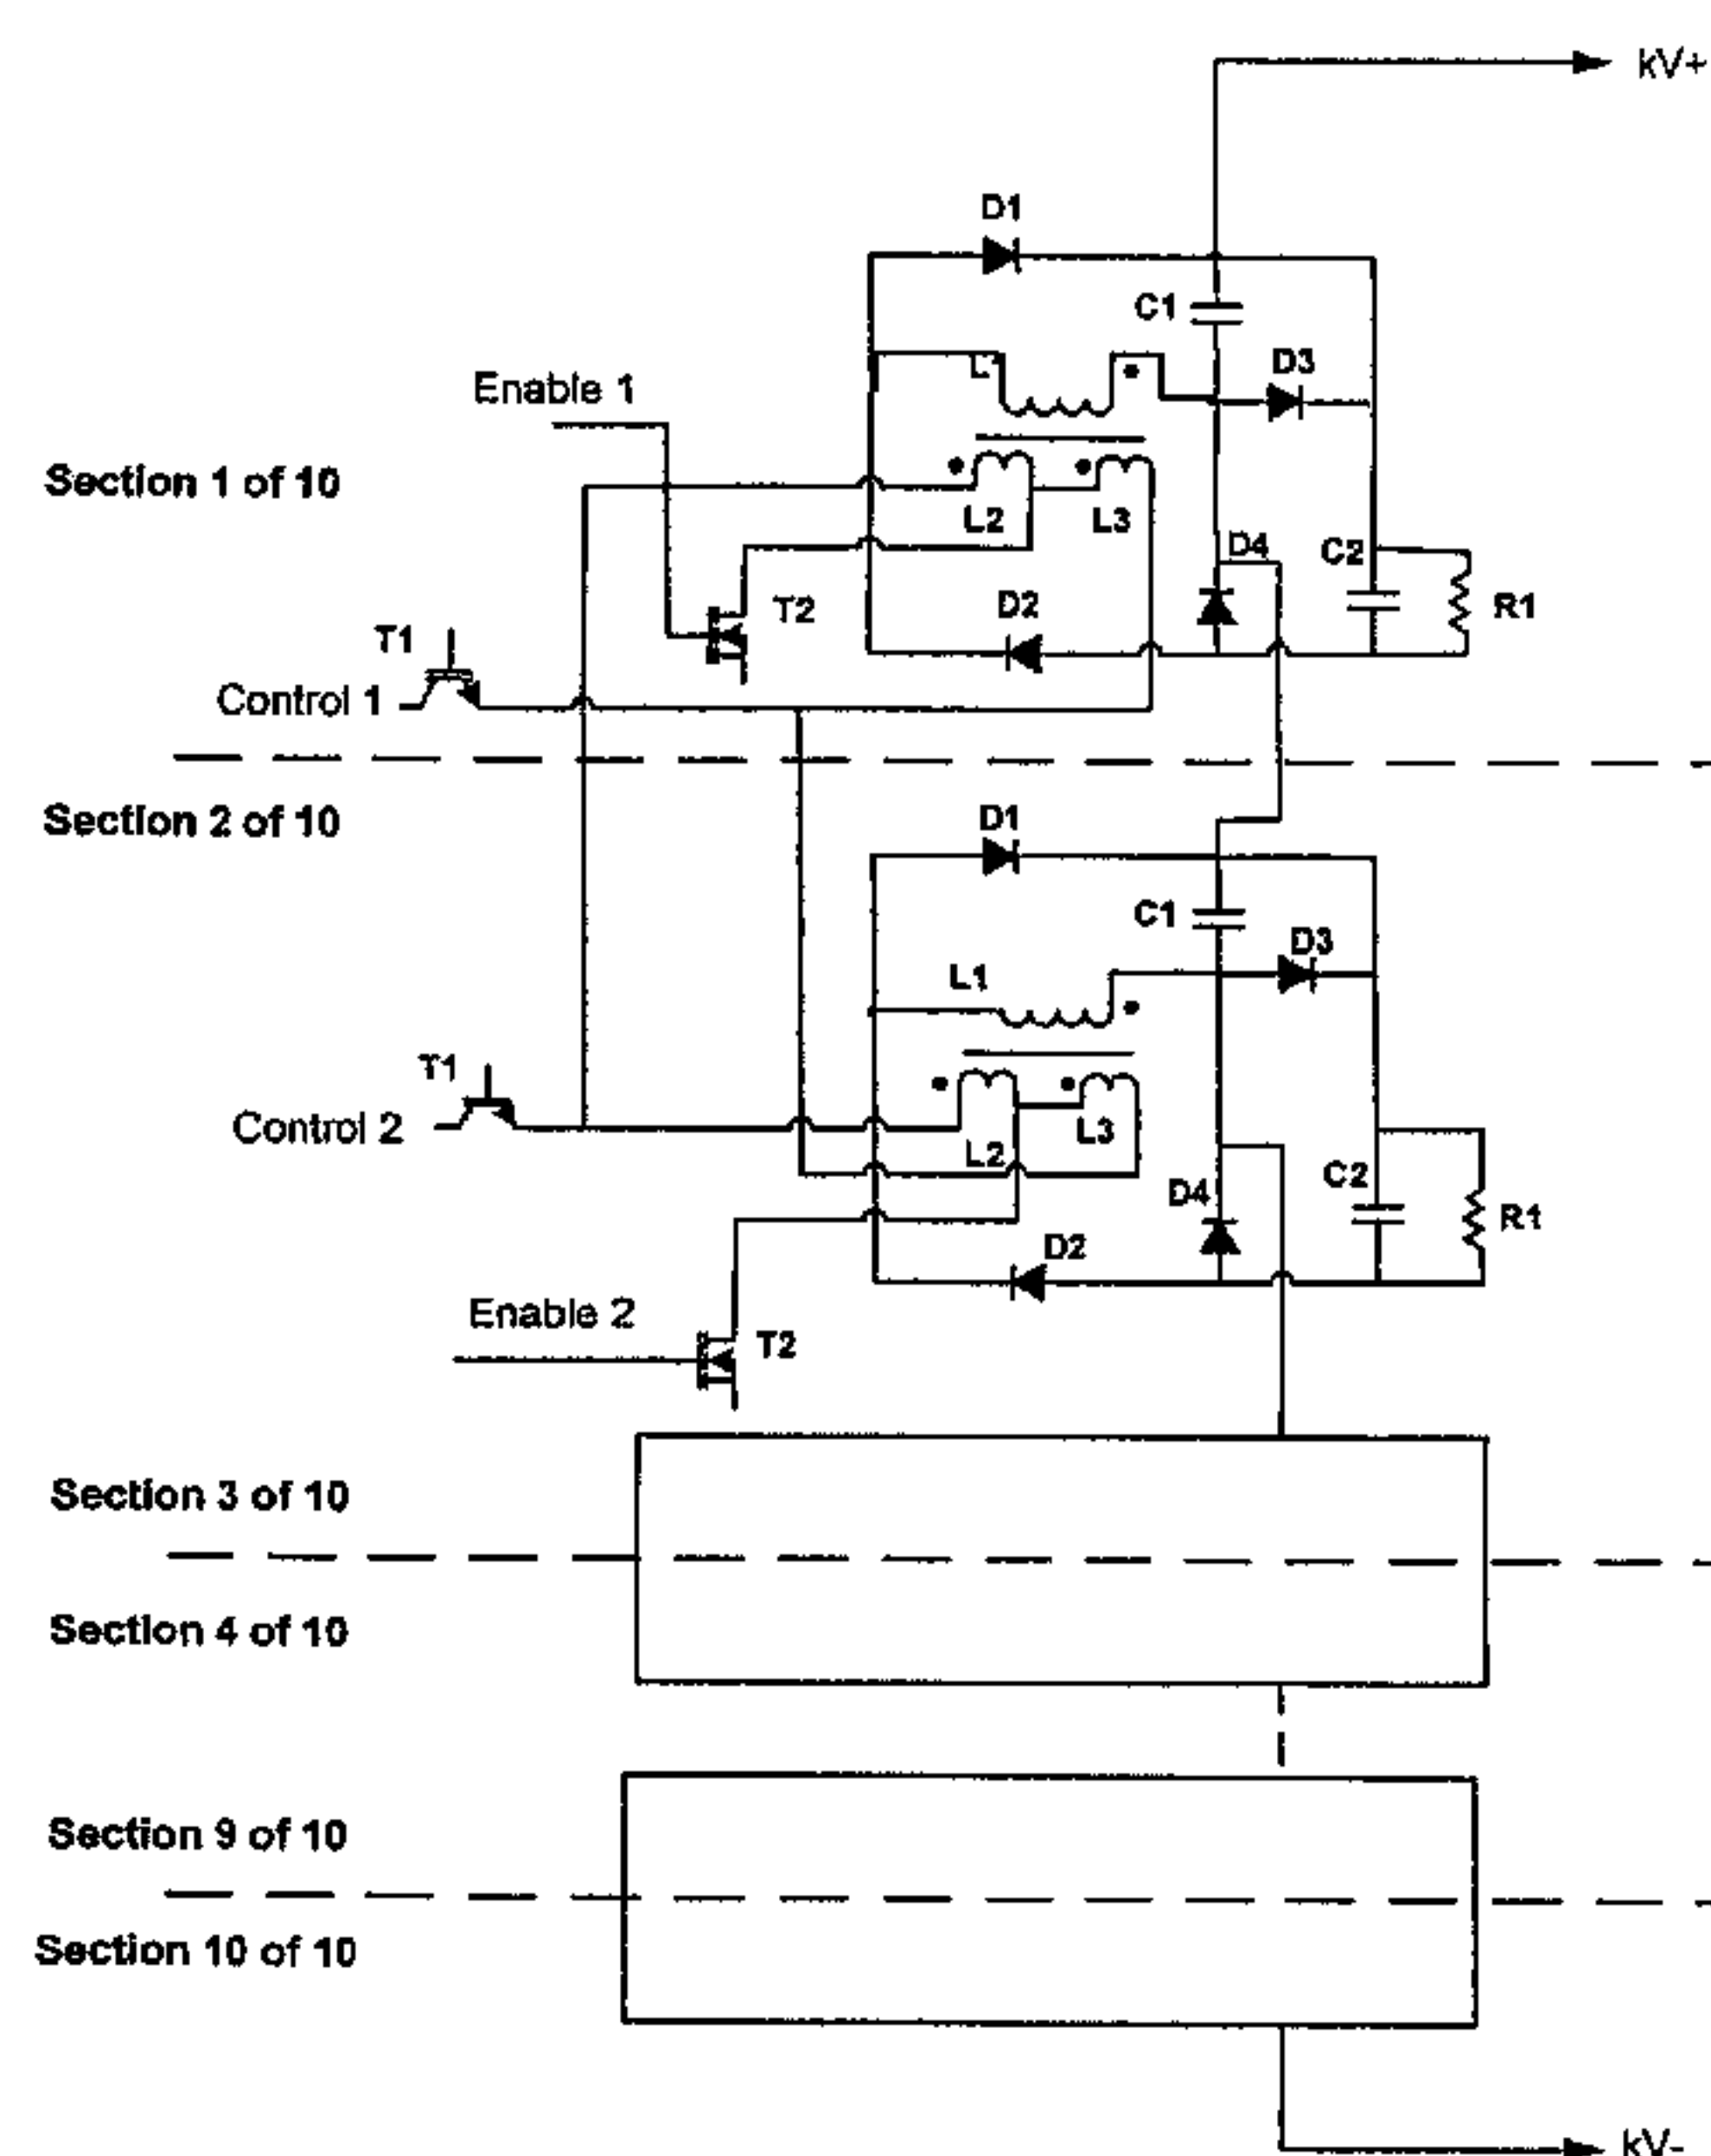 kV+
D1
C1
D3
Enable 1
Section 1 of 10
L2
L3
D4
C2
D2
R1
T2
T1
Control 1
Section 2 of 10
D1
C1
D3
L1
T1
Control 2
L3
L2
C2
D4
R1
D2
Enable 2
T2
Section 3 of 10
Section 4 of 10
Section 9 of 10
Section 10 of 10
kV-